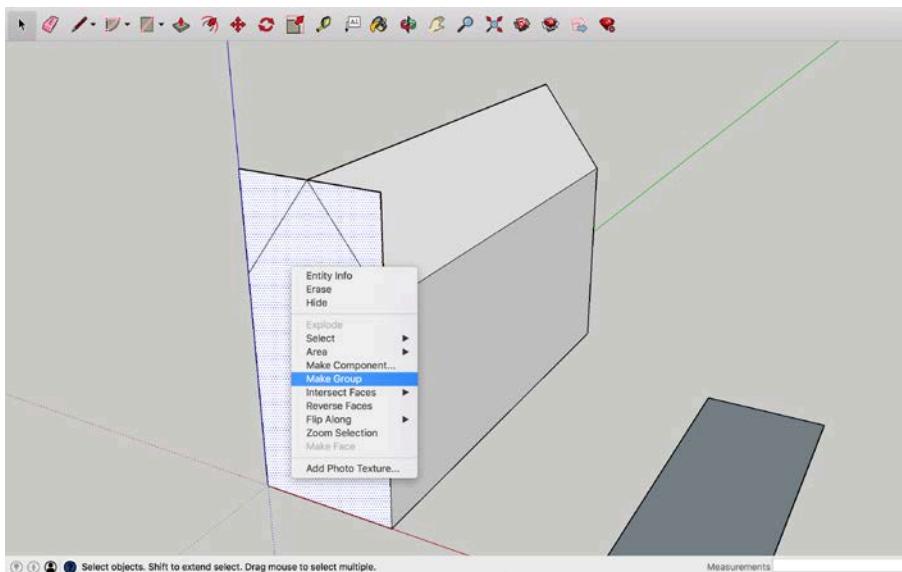 A1
Entity Info
Erase
Hide
Explode
Select
Area
Make Component...
Make Group
Intersect Faces
Reverse Faces
Flip Along
Zoom Selection
Make Face
Add Photo Texture...
Select objects. Shift to extend select. Drag mouse to select multiple.
Measurements